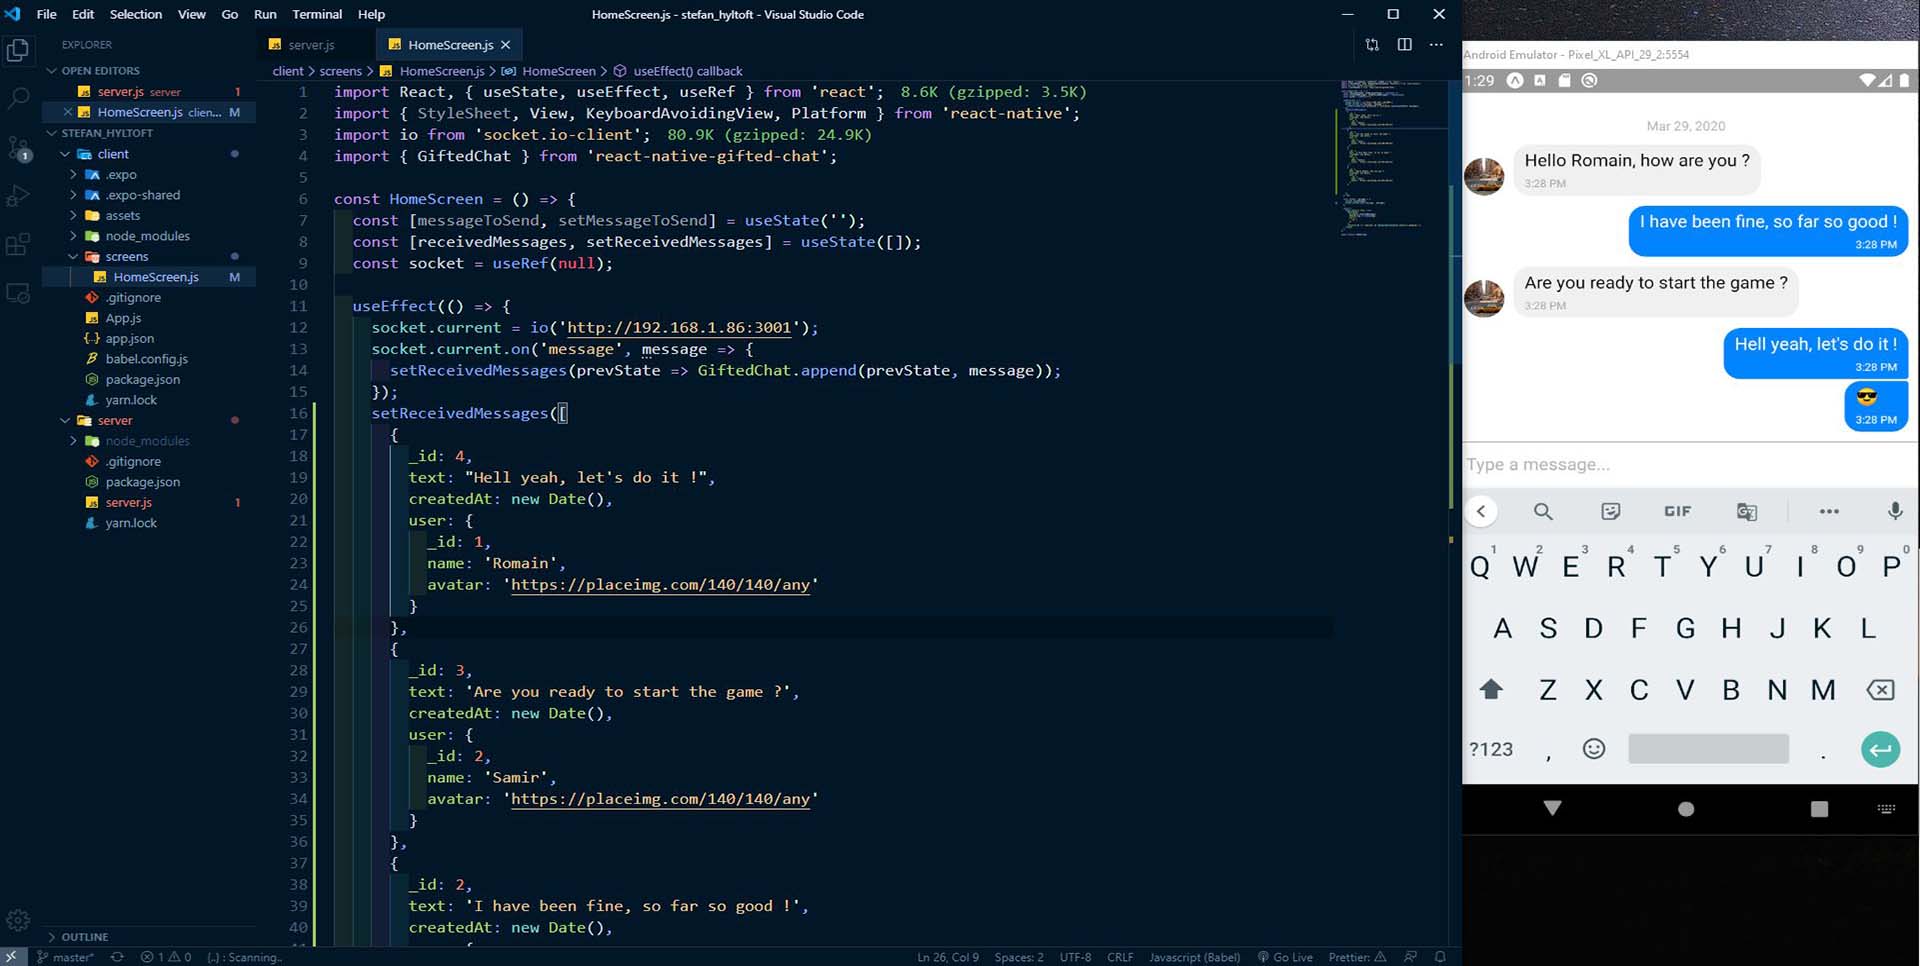 File Edit Selection View Go Run Terminal Help
HomeScreen.js - stefan_hyltoft - Visual Studio Code
EXPLORER
OPEN EDITORS
server.js server 1
HomeScreen.js clien... M
STEFAN_HYLTOFT
client
.expo
.expo-shared
assets
node_modules
screens
HomeScreen.js M
.gitignore
App.js
app.json
babel.config.js
package.json
yarn.lock
server
node_modules
.gitignore
package.json
server.js 1
yarn.lock
OUTLINE
1
server.js HomeScreen.js
client > screens > HomeScreen.js > HomeScreen > useEffect() callback
1 import React, { useState, useEffect, useRef } from 'react'; 8.6K (gzipped: 3.5K)
2 import { StyleSheet, View, KeyboardAvoidingView, Platform } from 'react-native';
3 import io from 'socket.io-client'; 80.9K (gzipped: 24.9K)
4 import { GiftedChat } from 'react-native-gifted-chat';
5
6 const HomeScreen = () => {
7 const [messageToSend, setMessageToSend] = useState('');
8 const [receivedMessages, setReceivedMessages] = useState([]);
9 const socket = useRef(null);
10
11 useEffect(() => {
12 socket.current = io('http://192.168.1.86:3001');
13 socket.current.on('message', message => {
14 setReceivedMessages(prevState => GiftedChat.append(prevState, message));
15 });
16 setReceivedMessages([
17 {
18 _id: 4,
19 text: "Hell yeah, let's do it !",
20 createdAt: new Date(),
21 user: {
22 _id: 1,
23 name: 'Romain',
24 avatar: 'https://placeimg.com/140/140/any'
25 }
26 },
27 {
28 _id: 3,
29 text: 'Are you ready to start the game ?',
30 createdAt: new Date(),
31 user: {
32 _id: 2,
33 name: 'Samir',
34 avatar: 'https://placeimg.com/140/140/any'
35 }
36 },
37 {
38 _id: 2,
39 text: 'I have been fine, so far so good !',
40 createdAt: new Date(),
master* 1 0 {..} : Scanning..
Ln 26, Col 9 Spaces: 2 UTF-8 CRLF Javascript (Babel) Go Live Prettier:
Android Emulator - Pixel_XL_API_29_2:5554
1:29
Mar 29, 2020
Hello Romain, how are you ?
3:28 PM
I have been fine, so far so good !
3:28 PM
Are you ready to start the game ?
3:28 PM
Hell yeah, let's do it !
3:28 PM
😎
3:28 PM
Type a message...
GIF
1 2 3 4 5 6 7 8 9 0
Q W E R T Y U I O P
A S D F G H J K L
Z X C V B N M
?123 , .